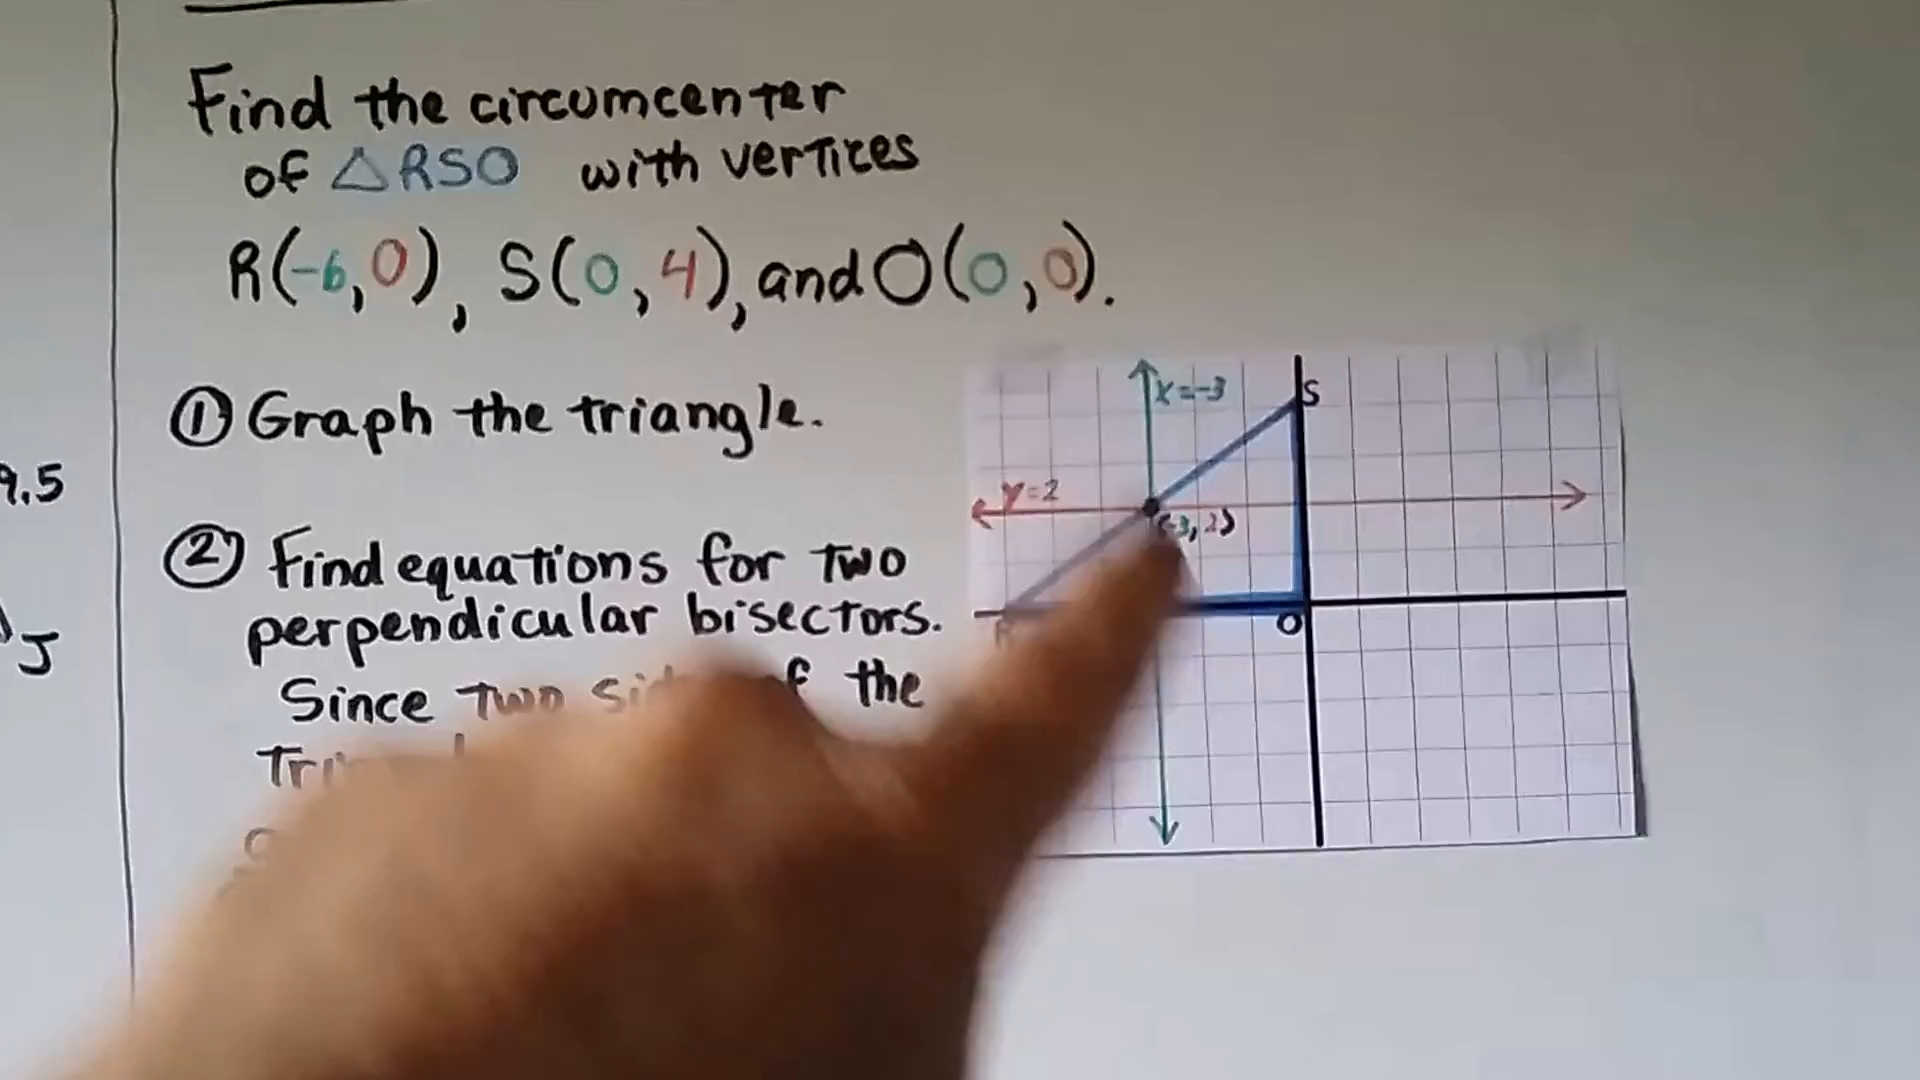 Find the circumcenter
of △RSO with vertices
R(-6,0), S(0,4), and O(0,0).
① Graph the triangle.
② Find equations for two
perpendicular bisectors.
Since two of the
9.5
J
x=-3
S
y=2
(-3,2)
R
O